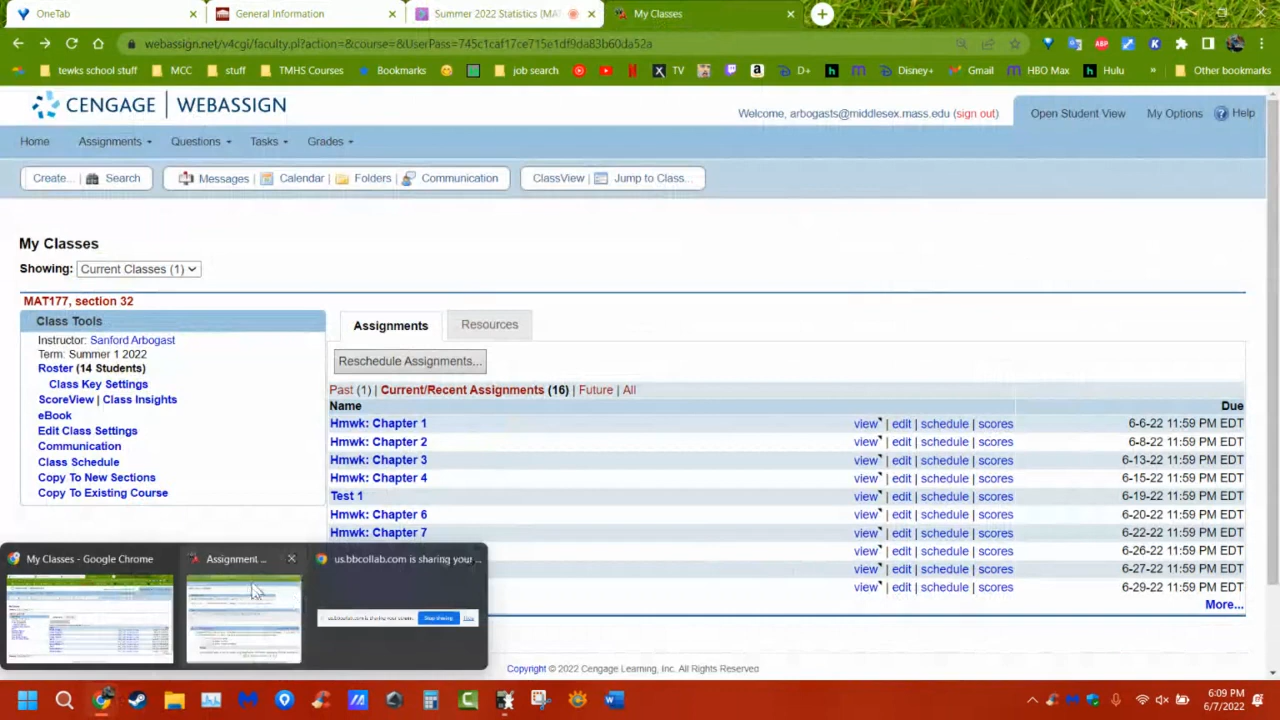 OneTab
General Information
Summer 2022 Statistics (MA
My Classes
webassign.net/v4cgi/faculty.pl?action=&course=&UserPass=745c1caf17ce715e1df9da83b60da52a
tewks school stuff
MCC
stuff
TMHS Courses
Bookmarks
job search
TV
D+
Disney+
Gmail
HBO Max
Hulu
»
Other bookmarks
CENGAGE | WEBASSIGN
Welcome, arbogasts@middlesex.mass.edu (sign out)
Open Student View
My Options
Help
Home
Assignments
Questions
Tasks
Grades
Create... | Search
Messages | Calendar | Folders | Communication
ClassView | Jump to Class...
My Classes
Showing: Current Classes (1)
MAT177, section 32
Class Tools
Instructor: Sanford Arbogast
Term: Summer 1 2022
Roster (14 Students)
Class Key Settings
ScoreView | Class Insights
eBook
Edit Class Settings
Communication
Class Schedule
Copy To New Sections
Copy To Existing Course
Assignments
Resources
Reschedule Assignments...
Past (1) | Current/Recent Assignments (16) | Future | All
Name Due
Hmwk: Chapter 1 view | edit | schedule | scores 6-6-22 11:59 PM EDT
Hmwk: Chapter 2 view | edit | schedule | scores 6-8-22 11:59 PM EDT
Hmwk: Chapter 3 view | edit | schedule | scores 6-13-22 11:59 PM EDT
Hmwk: Chapter 4 view | edit | schedule | scores 6-15-22 11:59 PM EDT
Test 1 view | edit | schedule | scores 6-19-22 11:59 PM EDT
Hmwk: Chapter 6 view | edit | schedule | scores 6-20-22 11:59 PM EDT
Hmwk: Chapter 7 view | edit | schedule | scores 6-22-22 11:59 PM EDT
view | edit | schedule | scores 6-26-22 11:59 PM EDT
view | edit | schedule | scores 6-27-22 11:59 PM EDT
view | edit | schedule | scores 6-29-22 11:59 PM EDT
More...
My Classes - Google Chrome
Assignment ...
us.bbcollab.com is sharing your ...
Stop sharing
Hide
Copyright © 2022 Cengage Learning, Inc. All Rights Reserved
6:09 PM
6/7/2022